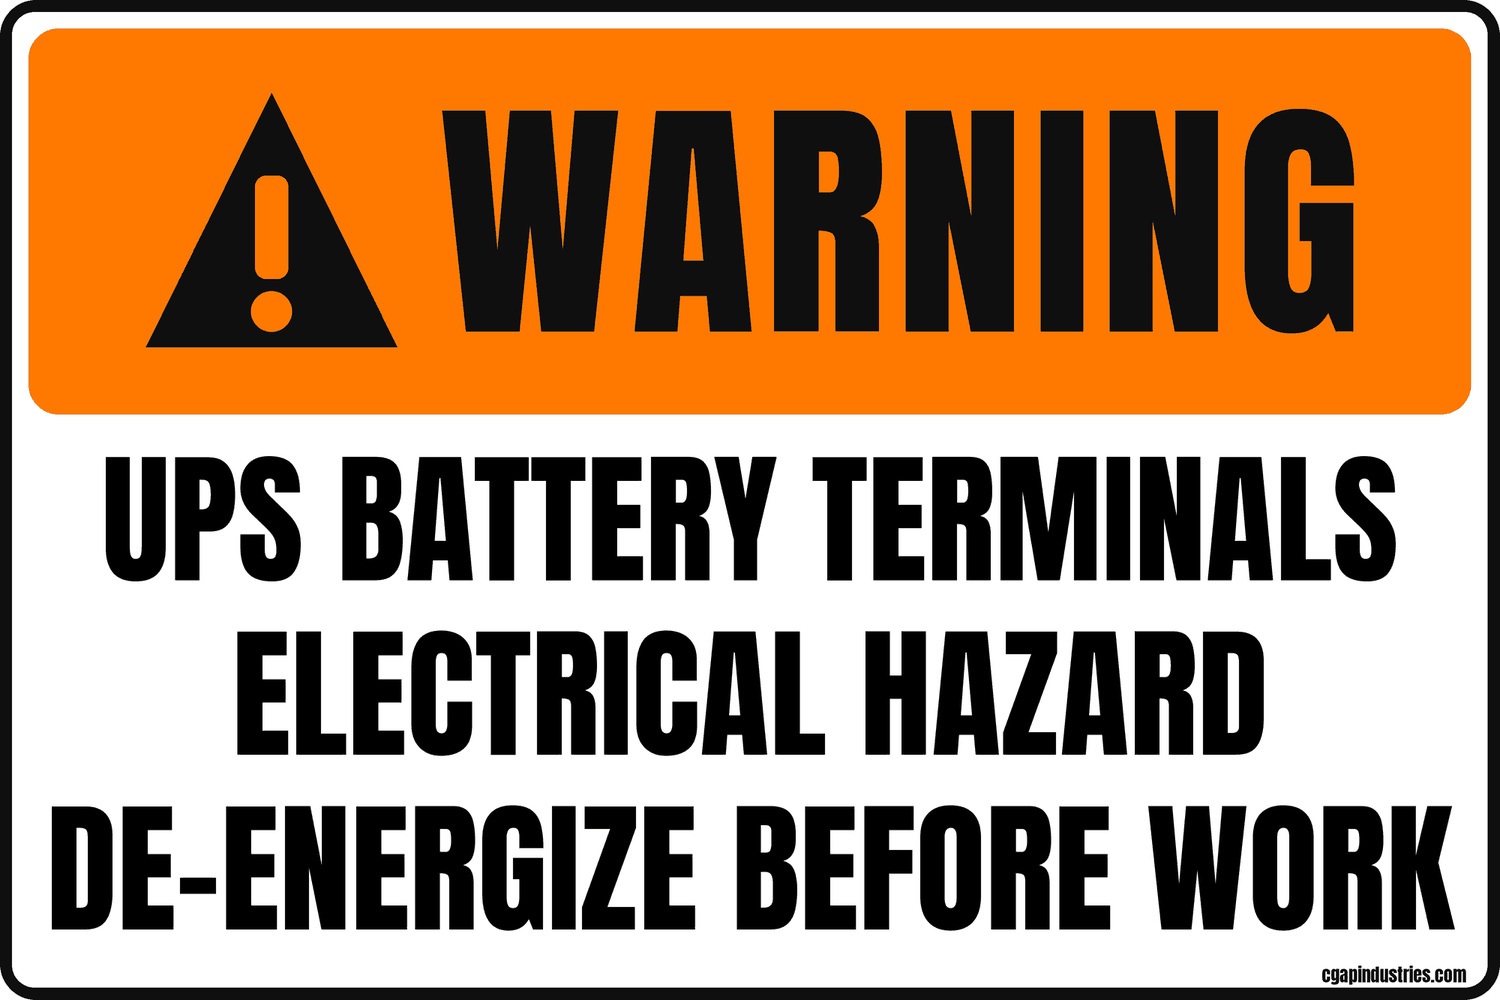 WARNING
UPS BATTERY TERMINALS
ELECTRICAL HAZARD
DE-ENERGIZE BEFORE WORK
cgapindustries.com